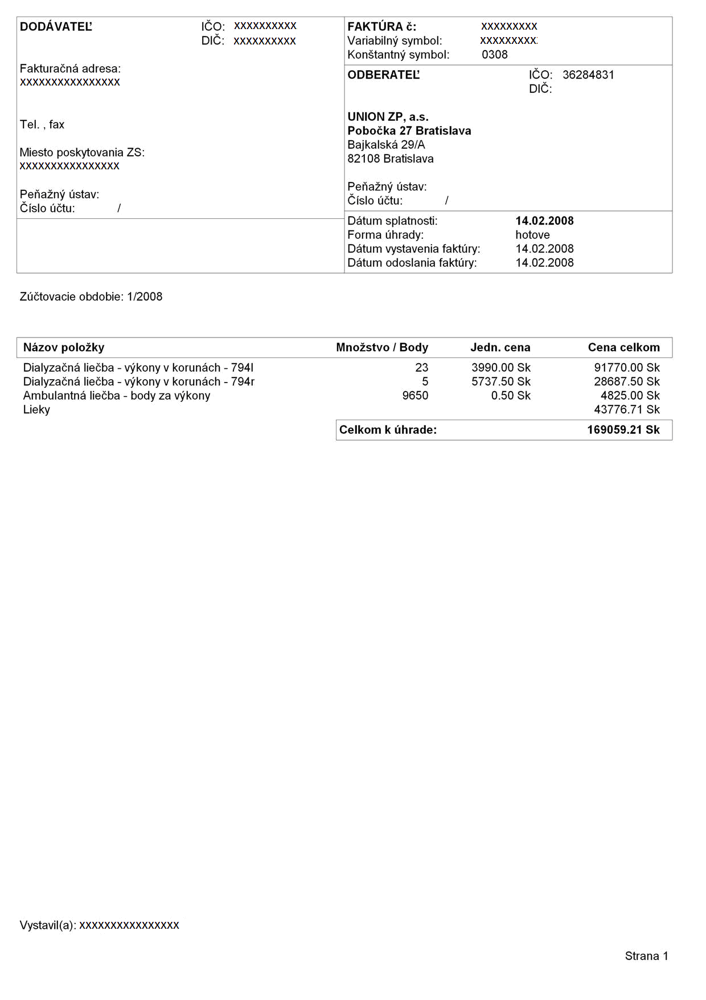 DODÁVATEĽ IČO: XXXXXXXXXX
DIČ: XXXXXXXXXX
Fakturačná adresa:
XXXXXXXXXXXXXXXX
Tel. , fax
Miesto poskytovania ZS:
XXXXXXXXXXXXXXXX
Peňažný ústav:
Číslo účtu: /
FAKTÚRA č: XXXXXXXXX
Variabilný symbol: XXXXXXXXX
Konštantný symbol: 0308
ODBERATEĽ IČO: 36284831
DIČ:
UNION ZP, a.s.
Pobočka 27 Bratislava
Bajkalská 29/A
82108 Bratislava
Peňažný ústav:
Číslo účtu: /
Dátum splatnosti: 14.02.2008
Forma úhrady: hotove
Dátum vystavenia faktúry: 14.02.2008
Dátum odoslania faktúry: 14.02.2008
Zúčtovacie obdobie: 1/2008
Názov položky Množstvo / Body Jedn. cena Cena celkom
Dialyzačná liečba - výkony v korunách - 794l 23 3990.00 Sk 91770.00 Sk
Dialyzačná liečba - výkony v korunách - 794r 5 5737.50 Sk 28687.50 Sk
Ambulantná liečba - body za výkony 9650 0.50 Sk 4825.00 Sk
Lieky 43776.71 Sk
Celkom k úhrade: 169059.21 Sk
Vystavil(a): XXXXXXXXXXXXXXXX
Strana 1